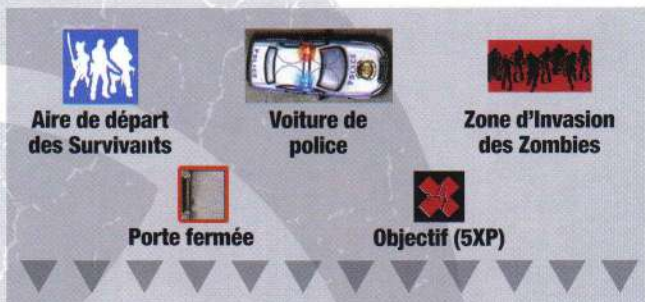 Aire de départ
des Survivants
Voiture de
police
Zone d'Invasion
des Zombies
Porte fermée
Objectif (5XP)